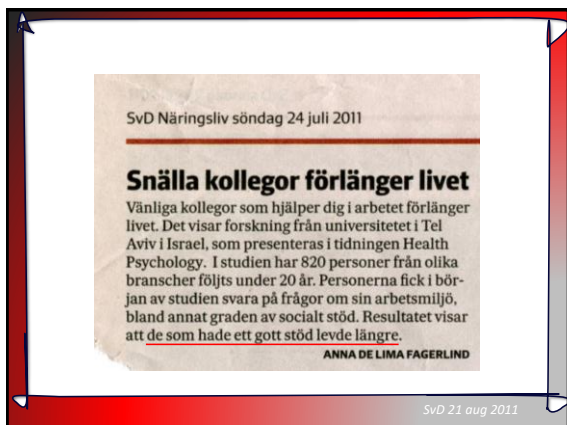 SvD Näringsliv söndag 24 juli 2011
Snälla kollegor förlänger livet
Vänliga kollegor som hjälper dig i arbetet förlänger
livet. Det visar forskning från universitetet i Tel
Aviv i Israel, som presenteras i tidningen Health
Psychology. I studien har 820 personer från olika
branscher följts under 20 år. Personerna fick i bör-
jan av studien svara på frågor om sin arbetsmiljö,
bland annat graden av socialt stöd. Resultatet visar
att de som hade ett gott stöd levde längre.
ANNA DE LIMA FAGERLIND
SvD 21 aug 2011